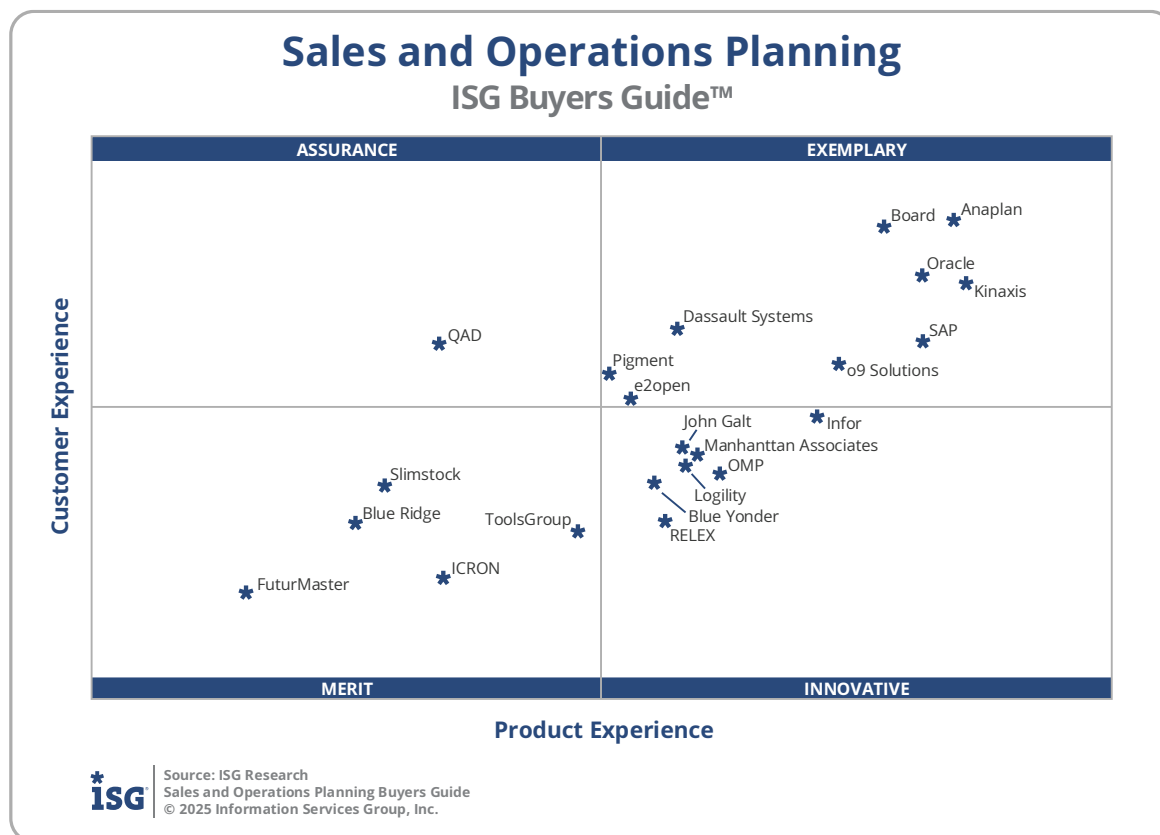 Sales and Operations Planning
ISG Buyers Guide™
ASSURANCE
EXEMPLARY
Board
Anaplan
Oracle
Kinaxis
Dassault Systems
SAP
QAD
Pigment
o9 Solutions
e2open
Customer Experience
John Galt
Infor
Manhanttan Associates
OMP
Slimstock
Logility
Blue Ridge
ToolsGroup
Blue Yonder
RELEX
ICRON
FuturMaster
MERIT
INNOVATIVE
Product Experience
ISG
Source: ISG Research
Sales and Operations Planning Buyers Guide
© 2025 Information Services Group, Inc.